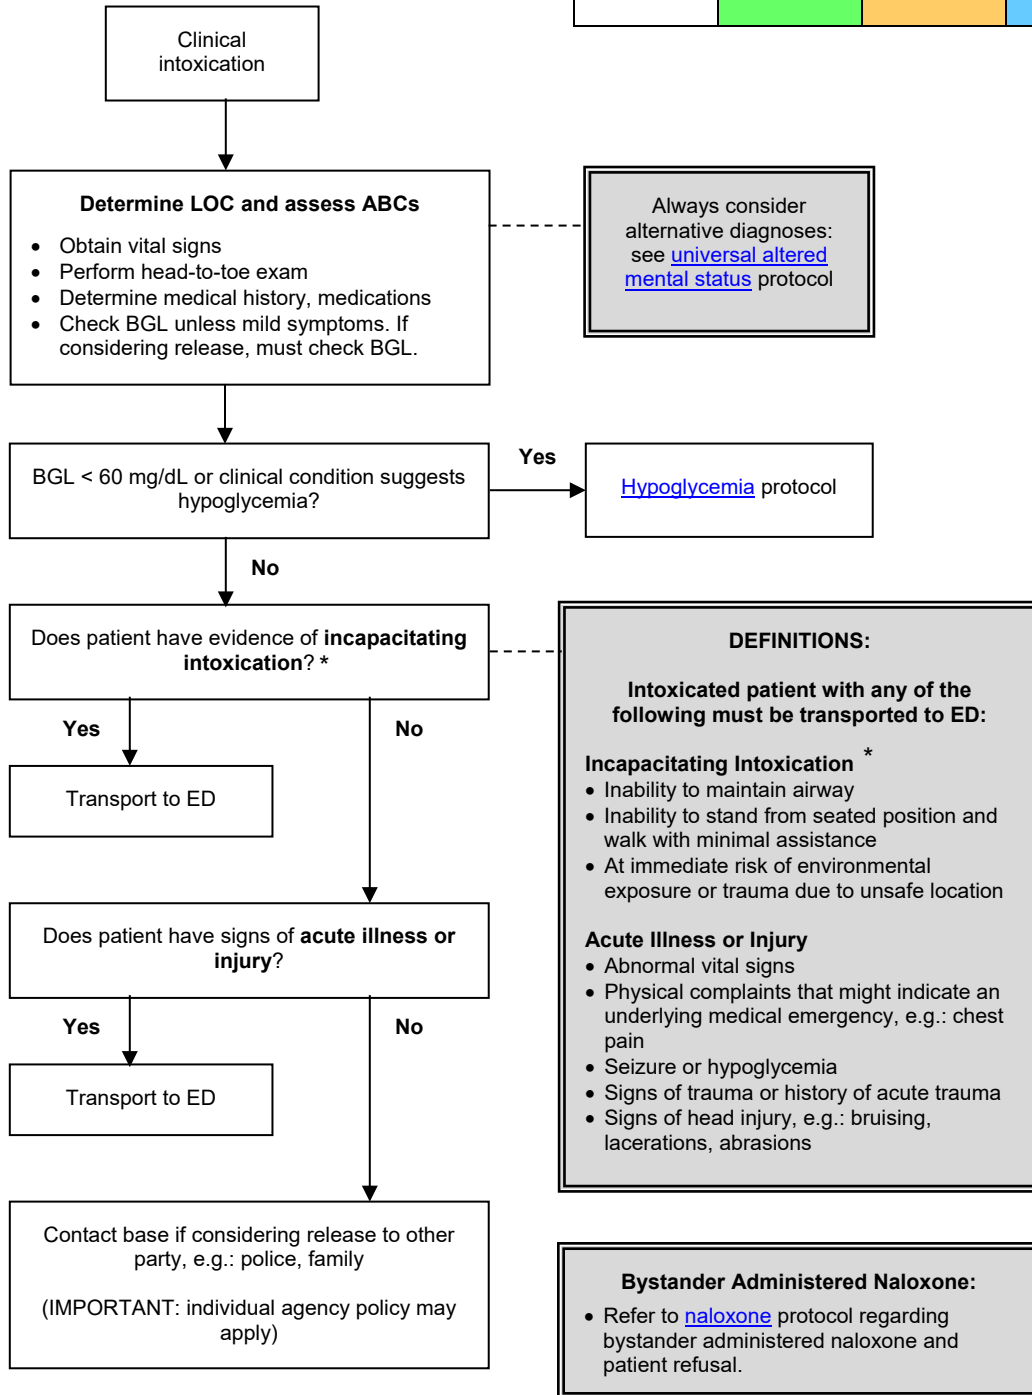 Clinical
intoxication
Determine LOC and assess ABCs
• Obtain vital signs
• Perform head-to-toe exam
• Determine medical history, medications
• Check BGL unless mild symptoms. If
considering release, must check BGL.
Always consider
alternative diagnoses:
see universal altered
mental status protocol
BGL < 60 mg/dL or clinical condition suggests
hypoglycemia?
Yes
Hypoglycemia protocol
No
Does patient have evidence of incapacitating
intoxication? *
Yes
No
Transport to ED
DEFINITIONS:
Intoxicated patient with any of the
following must be transported to ED:
Incapacitating Intoxication *
• Inability to maintain airway
• Inability to stand from seated position and
walk with minimal assistance
• At immediate risk of environmental
exposure or trauma due to unsafe location
Acute Illness or Injury
• Abnormal vital signs
• Physical complaints that might indicate an
underlying medical emergency, e.g.: chest
pain
• Seizure or hypoglycemia
• Signs of trauma or history of acute trauma
• Signs of head injury, e.g.: bruising,
lacerations, abrasions
Does patient have signs of acute illness or
injury?
Yes
No
Transport to ED
Contact base if considering release to other
party, e.g.: police, family
(IMPORTANT: individual agency policy may
apply)
Bystander Administered Naloxone:
• Refer to naloxone protocol regarding
bystander administered naloxone and
patient refusal.